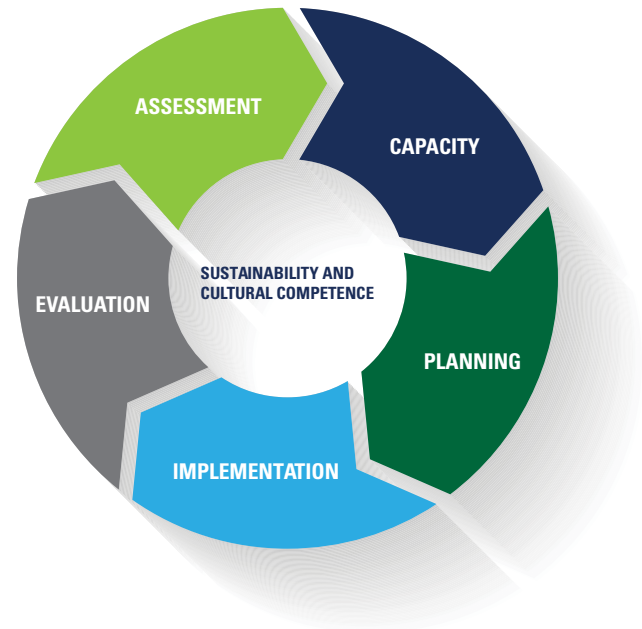 ASSESSMENT
CAPACITY
SUSTAINABILITY AND
CULTURAL COMPETENCE
EVALUATION
PLANNING
IMPLEMENTATION